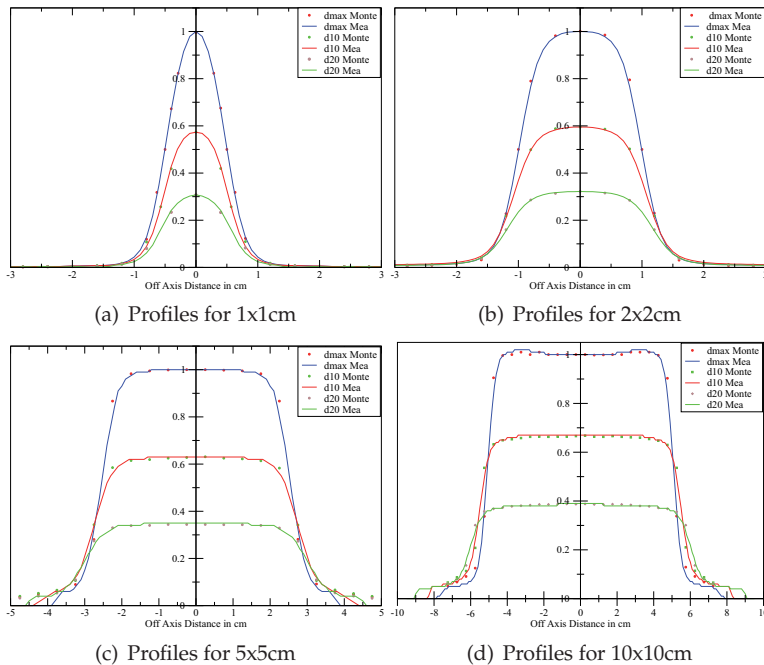 dmax Monte
dmax Mea
d10 Monte
d10 Mea
d20 Monte
d20 Mea
1
0.8
0.6
0.4
0.2
0
-3 -2 -1 0 1 2 3
Off Axis Distance in cm
(a) Profiles for 1x1cm
dmax Monte
dmax Mea
d10 Monte
d10 Mea
d20 Monte
d20 Mea
1
0.8
0.6
0.4
0.2
0
-2 -1 0 1 2 3
Off Axis Distance in cm
(b) Profiles for 2x2cm
dmax Monte
dmax Mea
d10 Monte
d10 Mea
d20 Monte
d20 Mea
1
0.8
0.6
0.4
0.2
0
-5 -4 -3 -2 -1 0 1 2 3 4 5
Off Axis Distance in cm
(c) Profiles for 5x5cm
dmax Monte
dmax Mea
d10 Monte
d10 Mea
d20 Monte
d20 Mea
1
0.8
0.6
0.4
0.2
0
-10 -8 -6 -4 -2 0 2 4 6 8
Off Axis Distance in cm
(d) Profiles for 10x10cm